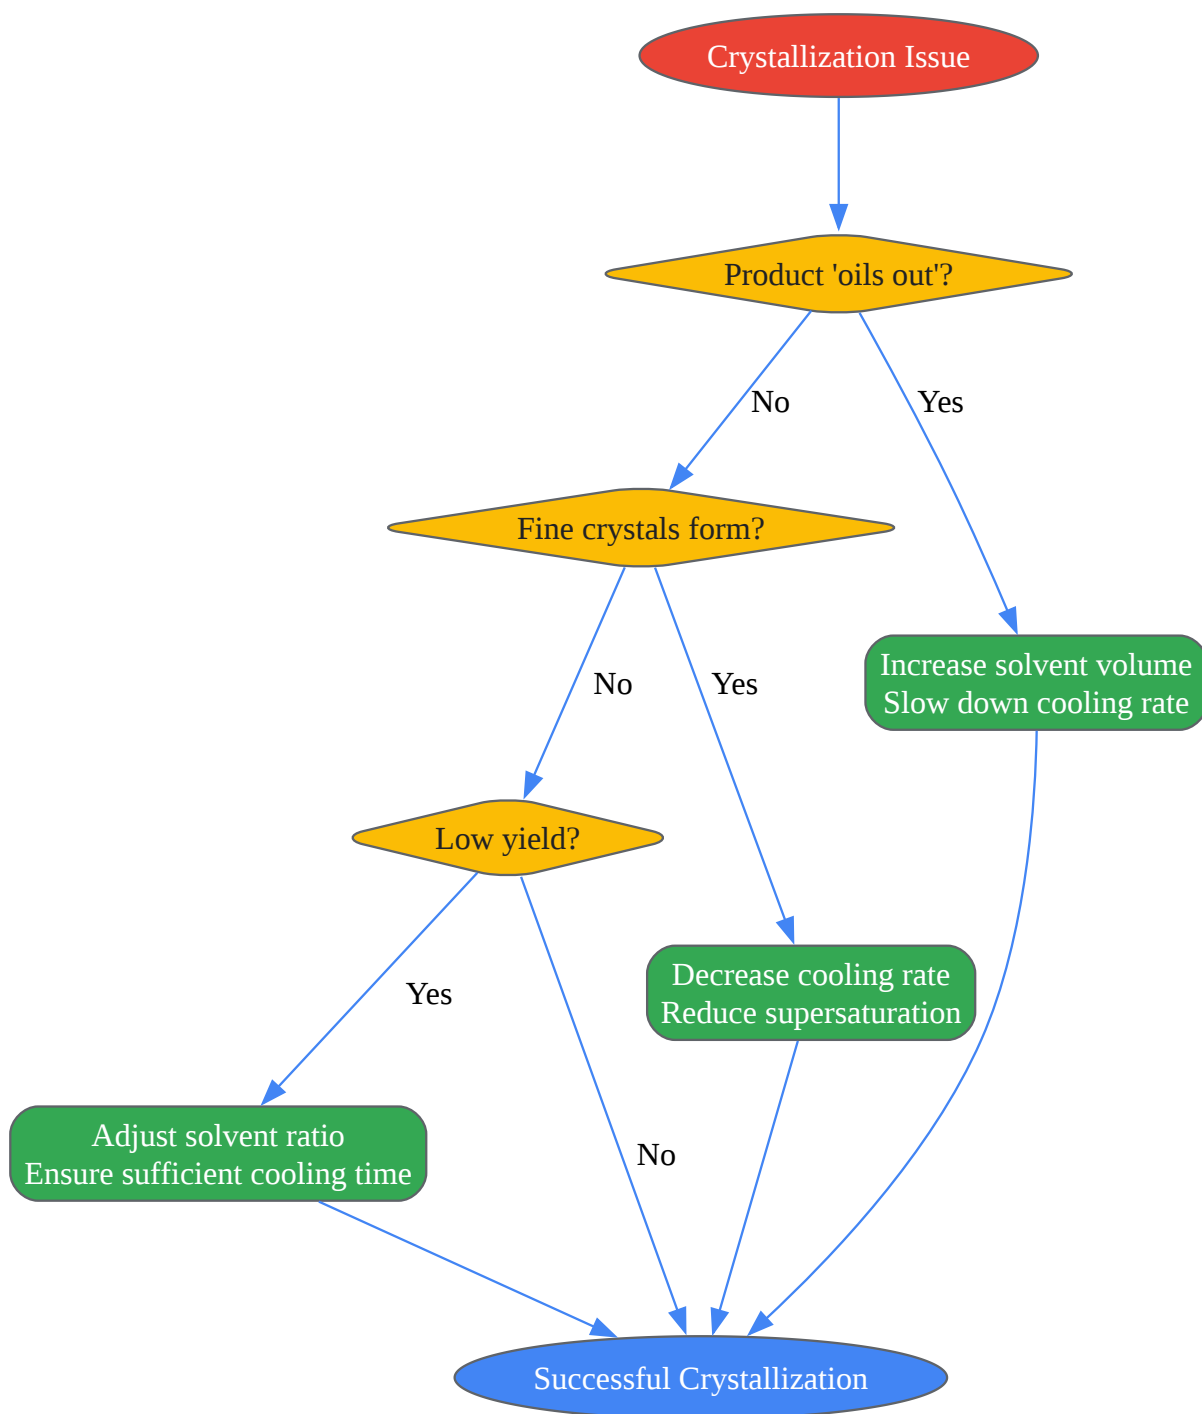 Crystallization Issue
Product 'oils out'?
No
Yes
Fine crystals form?
No
Yes
Increase solvent volume
Slow down cooling rate
Low yield?
Yes
No
Decrease cooling rate
Reduce supersaturation
Adjust solvent ratio
Ensure sufficient cooling time
Successful Crystallization